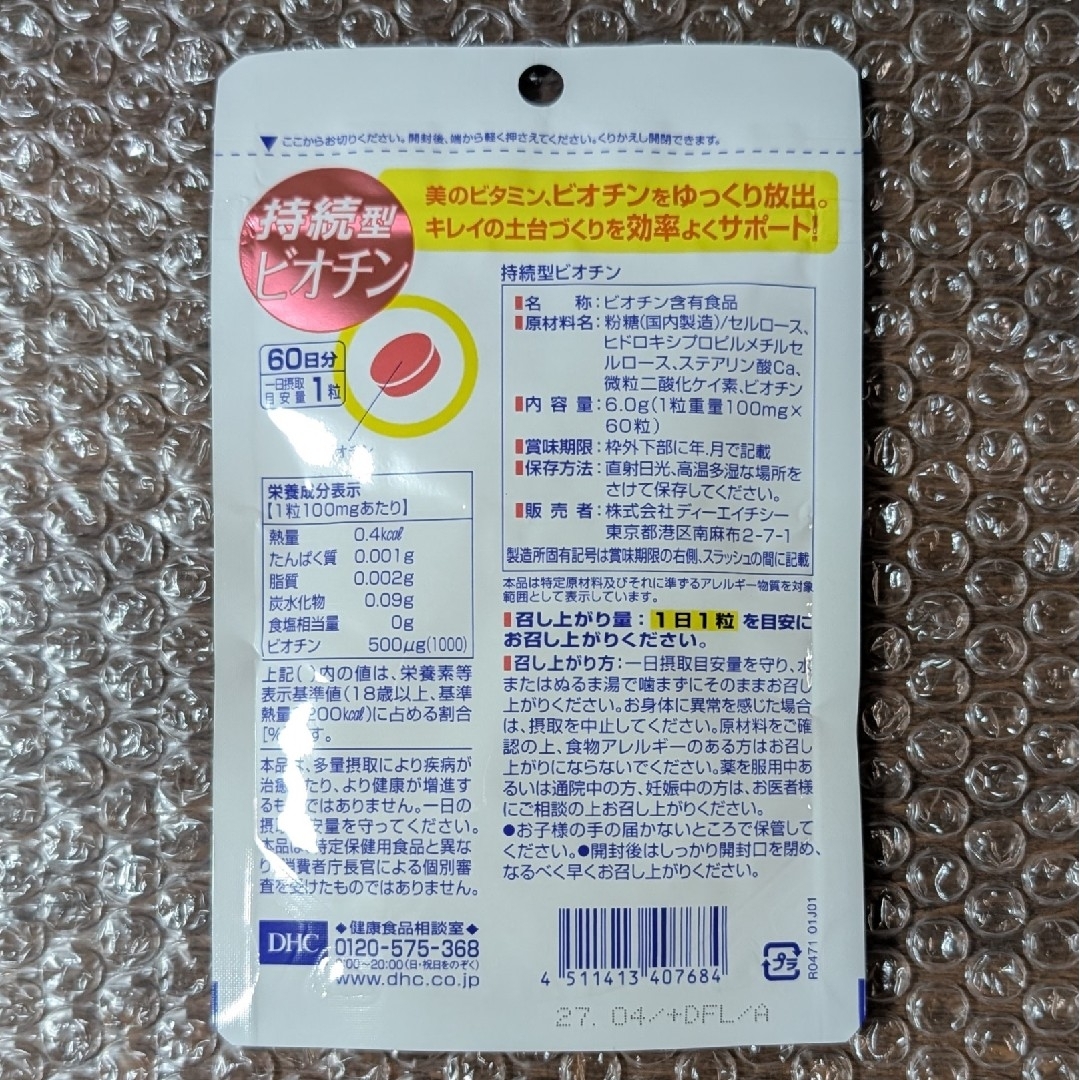 ▼ここからお切りください。開封後、端から軽く押さえてください。くりかえし開閉できます。
持続型
ビオチン
美のビタミン、ビオチンをゆっくり放出。
キレイの土台づくりを効率よくサポート!
60日分
一日摂取
目安量 1粒
オチン
持続型ビオチン
名 称:ビオチン含有食品
原材料名:粉糖(国内製造)/セルロース、
ヒドロキシプロピルメチルセ
ルロース、ステアリン酸Ca、
微粒二酸化ケイ素、ビオチン
内容量:6.0g(1粒重量100mg×
60粒)
賞味期限:枠外下部に年.月で記載
保存方法:直射日光、高温多湿な場所を
さけて保存してください。
販売者:株式会社ディーエイチシー
東京都港区南麻布2-7-1
製造所固有記号は賞味期限の右側、スラッシュの間に記載
本品は特定原材料及びそれに準ずるアレルギー物質を対象
範囲として表示しています。
召し上がり量:1日1粒を目安に
お召し上がりください。
召し上がり方:一日摂取目安量を守り、水
またはぬるま湯で噛まずにそのままお召し
上がりください。お身体に異常を感じた場合
は、摂取を中止してください。原材料をご確
認の上、食物アレルギーのある方はお召し
上がりにならないでください。薬を服用中あ
るいは通院中の方、妊娠中の方は、お医者様
にご相談の上お召し上がりください。
●お子様の手の届かないところで保管して
ください。●開封後はしっかり開封口を閉め、
なるべく早くお召し上がりください。
栄養成分表示
【1粒100mgあたり】
熱量 0.4kcal
たんぱく質 0.001g
脂質 0.002g
炭水化物 0.09g
食塩相当量 0g
ビオチン 500μg(1000)
上記( )内の値は、栄養素等
表示基準値(18歳以上、基準
熱量 200kcal)に占める割合
[% す。
本品は、多量摂取により疾病が
治癒したり、より健康が増進す
るものではありません。一日の
摂取目安量を守ってください。
本品は、特定保健用食品と異な
り、消費者庁長官による個別審
査を受けたものではありません。
DHC
◆健康食品相談室◆
0120-575-368
9:00~20:00(日・祝日をのぞく)
www.dhc.co.jp
4 511413 407684
プラ
R0471 01J01
27. 04/+DFL/A